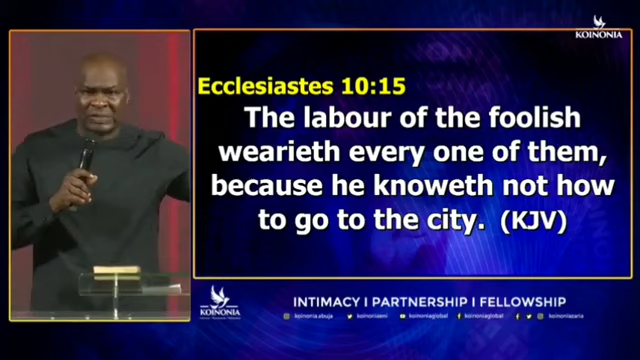 KOINONIA
Ecclesiastes 10:15
The labour of the foolish
wearieth every one of them,
because he knoweth not how
to go to the city. (KJV)
KOINONIA
INTIMACY I PARTNERSHIP I FELLOWSHIP
koinonia.abuja koinoniaeni koinoniaglobal koinoniaglobal koinoniazaria